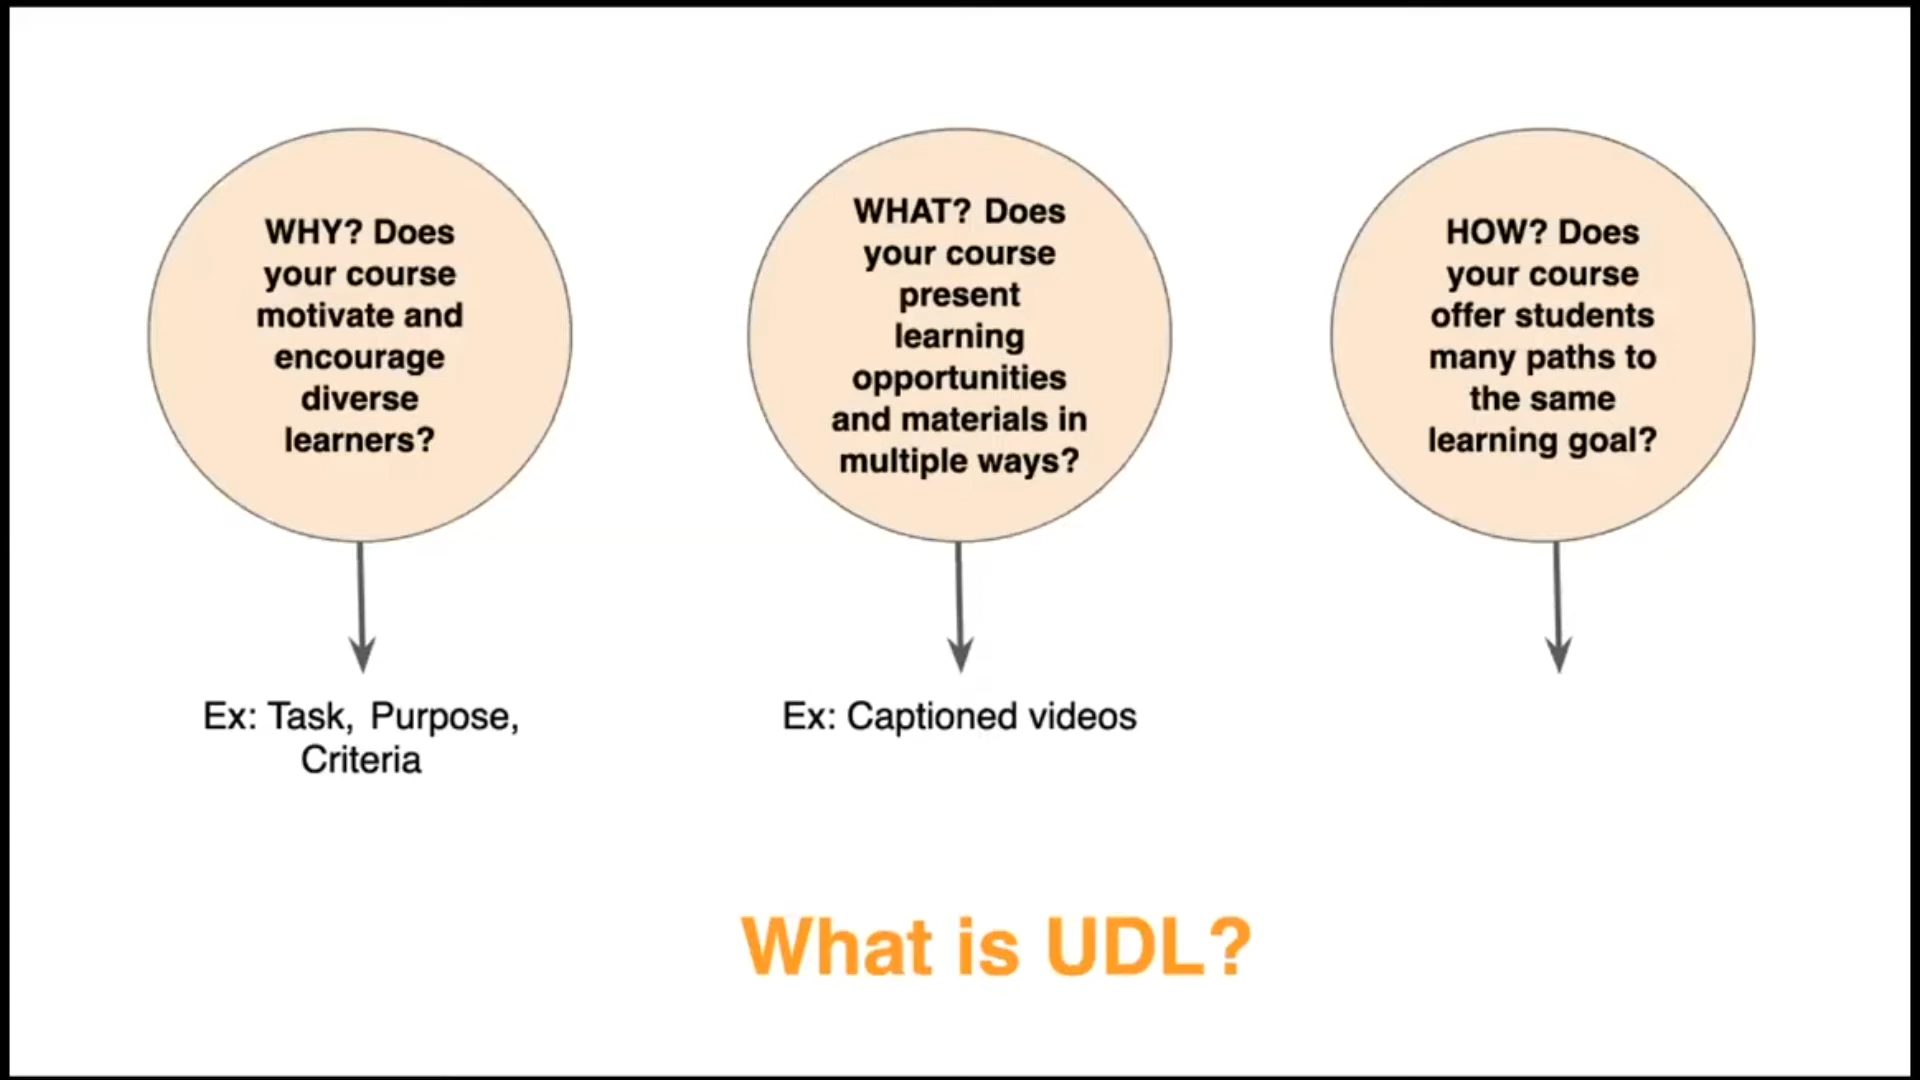 WHY? Does
your course
motivate and
encourage
diverse
learners?
WHAT? Does
your course
present
learning
opportunities
and materials in
multiple ways?
HOW? Does
your course
offer students
many paths to
the same
learning goal?
Ex: Task, Purpose,
Criteria
Ex: Captioned videos
What is UDL?